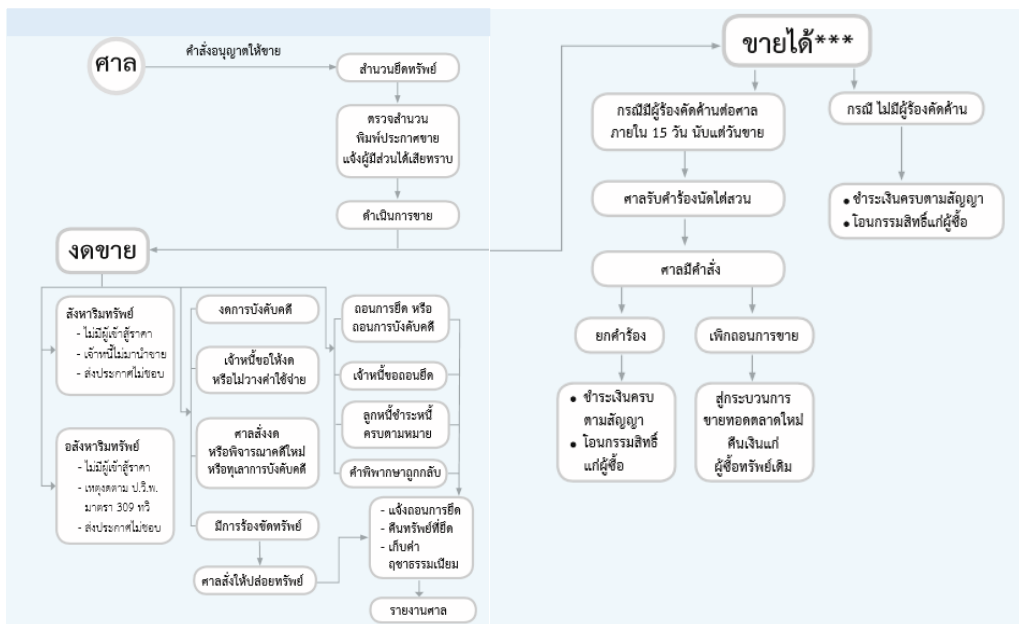 ศาล
คำสั่งอนุญาตให้ขาย
สำนวนยึดทรัพย์
ตรวจสำนวน
พิมพ์ประกาศขาย
แจ้งผู้มีส่วนได้เสียทราบ
ดำเนินการขาย
งดขาย
สังหาริมทรัพย์
- ไม่มีผู้เข้าสู้ราคา
- เจ้าหนี้ไม่มานำขาย
- ส่งประกาศไม่ชอบ
อสังหาริมทรัพย์
- ไม่มีผู้เข้าสู้ราคา
- เหตุงดตาม ป.วิ.พ.
มาตรา 309 ทวิ
- ส่งประกาศไม่ชอบ
งดการบังคับคดี
เจ้าหนี้ขอให้งด
หรือไม่วางค่าใช้จ่าย
ศาลสั่งงด
หรือพิจารณาคดีใหม่
หรือทุเลาการบังคับคดี
มีการร้องขัดทรัพย์
ศาลสั่งให้ปล่อยทรัพย์
ถอนการยึด หรือ
ถอนการบังคับคดี
เจ้าหนี้ขอถอนยึด
ลูกหนี้ชำระหนี้
ครบตามหมาย
คำพิพากษาถูกกลับ
- แจ้งถอนการยึด
- คืนทรัพย์ที่ยึด
- เก็บค่า
ฤชาธรรมเนียม
รายงานศาล
ขายได้***
กรณีมีผู้ร้องคัดค้านต่อศาล
ภายใน 15 วัน นับแต่วันขาย
ศาลรับคำร้องนัดไต่สวน
ศาลมีคำสั่ง
ยกคำร้อง
● ชำระเงินครบ
ตามสัญญา
● โอนกรรมสิทธิ์
แก่ผู้ซื้อ
เพิกถอนการขาย
สู่กระบวนการ
ขายทอดตลาดใหม่
คืนเงินแก่
ผู้ซื้อทรัพย์เดิม
กรณี ไม่มีผู้ร้องคัดค้าน
● ชำระเงินครบตามสัญญา
● โอนกรรมสิทธิ์แก่ผู้ซื้อ